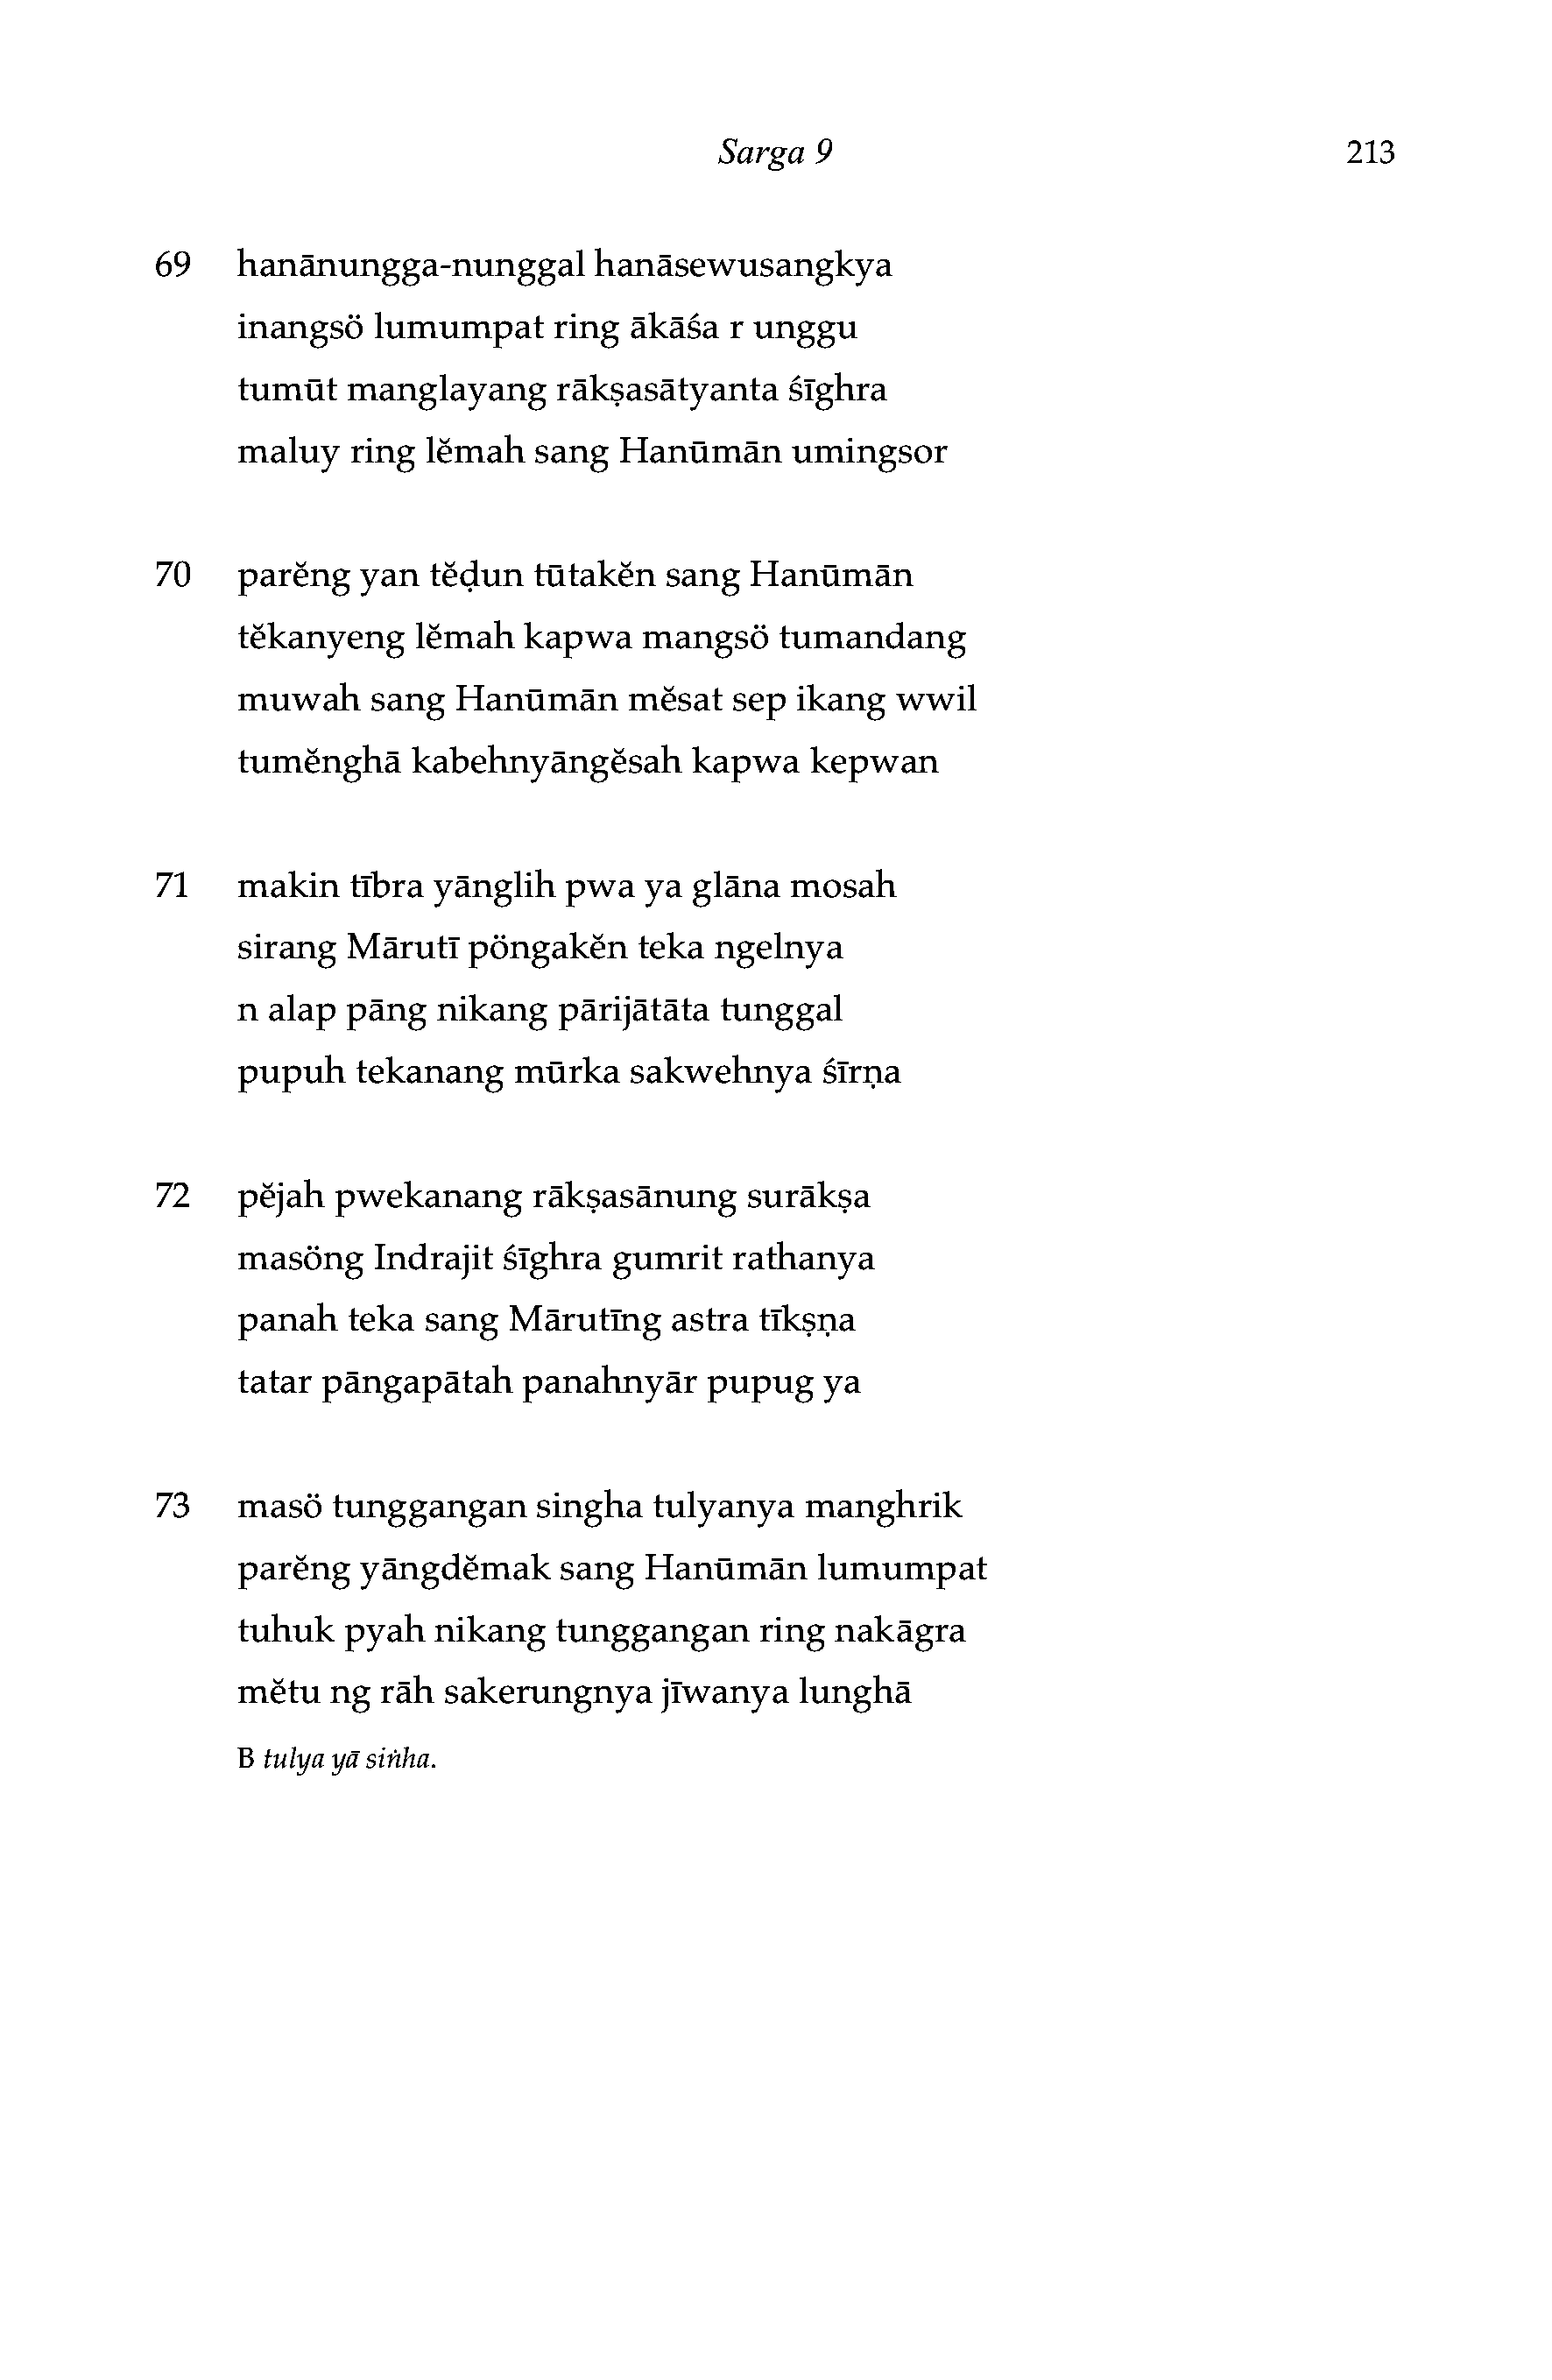 Sarga 9 213
69 hanānungga-nunggal hanāsewusangkya
inangsö lumumpat ring ākāśa r unggu
tumūt manglayang rākṣasātyanta śīghra
maluy ring lĕmah sang Hanūmān umingsor
70 parĕng yan tĕḍun tūtakĕn sang Hanūmān
tĕkanyeng lĕmah kapwa mangsö tumandang
muwah sang Hanūmān mĕsat sep ikang wwil
tumĕnghā kabehnyāngĕsah kapwa kepwan
71 makin tībra yānglih pwa ya glāna mosah
sirang Mārutī pöngakĕn teka ngelnya
n alap pāng nikang pārijātāta tunggal
pupuh tekanang mūrka sakwehnya śīrṇa
72 pĕjah pwekanang rākṣasānung surākṣa
masöng Indrajit śīghra gumrit rathanya
panah teka sang Mārutīng astra tīkṣṇa
tatar pāngapātah panahnyār pupug ya
73 masö tunggangan singha tulyanya manghrik
parĕng yāngdĕmak sang Hanūmān lumumpat
tuhuk pyah nikang tunggangan ring nakāgra
mĕtu ng rāh sakerungnya jīwanya lunghā
B tulya yā siṅha.